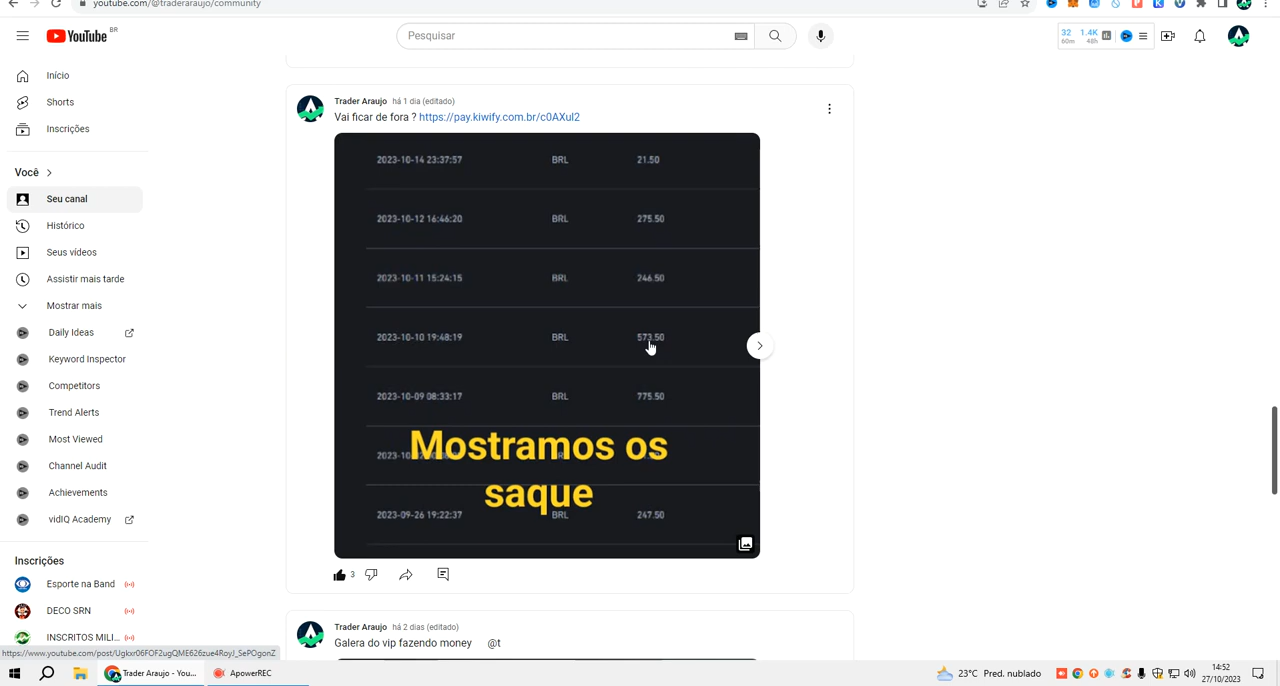 youtube.com/@traderaraujo/community
YouTube BR
Pesquisar
32 1.4K
60m 48h
Início
Shorts
Inscrições
Você
Seu canal
Histórico
Seus vídeos
Assistir mais tarde
Mostrar mais
Daily Ideas
Keyword Inspector
Competitors
Trend Alerts
Most Viewed
Channel Audit
Achievements
vidIQ Academy
Inscrições
Esporte na Band
DECO SRN
INSCRITOS MILI...
Trader Araujo há 1 dia (editado)
Vai ficar de fora ? https://pay.kiwify.com.br/c0AXul2
2023-10-14 23:37:57 BRL 21.50
2023-10-12 16:46:20 BRL 275.50
2023-10-11 15:24:15 BRL 246.50
2023-10-10 19:48:19 BRL 573.50
2023-10-09 08:33:17 BRL 775.50
Mostramos os
saque
2023-09-26 19:22:37 BRL 247.50
3
Trader Araujo há 2 dias (editado)
Galera do vip fazendo money @t
Trader Araujo - You...
ApowerREC
23°C Pred. nublado
14:52
27/10/2023